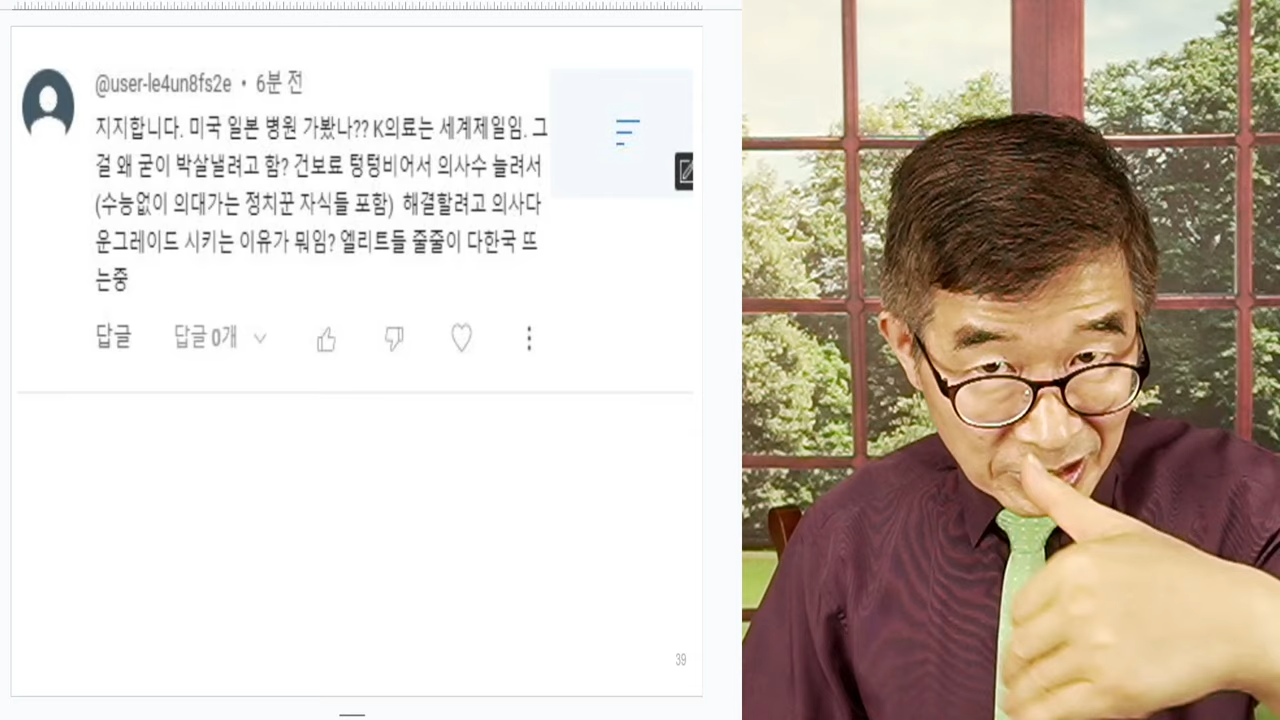 @user-le4un8fs2e • 6분 전
지지합니다. 미국 일본 병원 가봤나?? K의료는 세계제일임. 그
걸 왜 굳이 박살낼려고 함? 건보료 텅텅비어서 의사수 늘려서
(수능없이 의대가는 정치꾼 자식들 포함) 해결할려고 의사다
운그레이드 시키는 이유가 뭐임? 엘리트들 줄줄이 다한국 뜨
는중
답글 답글 0개
39